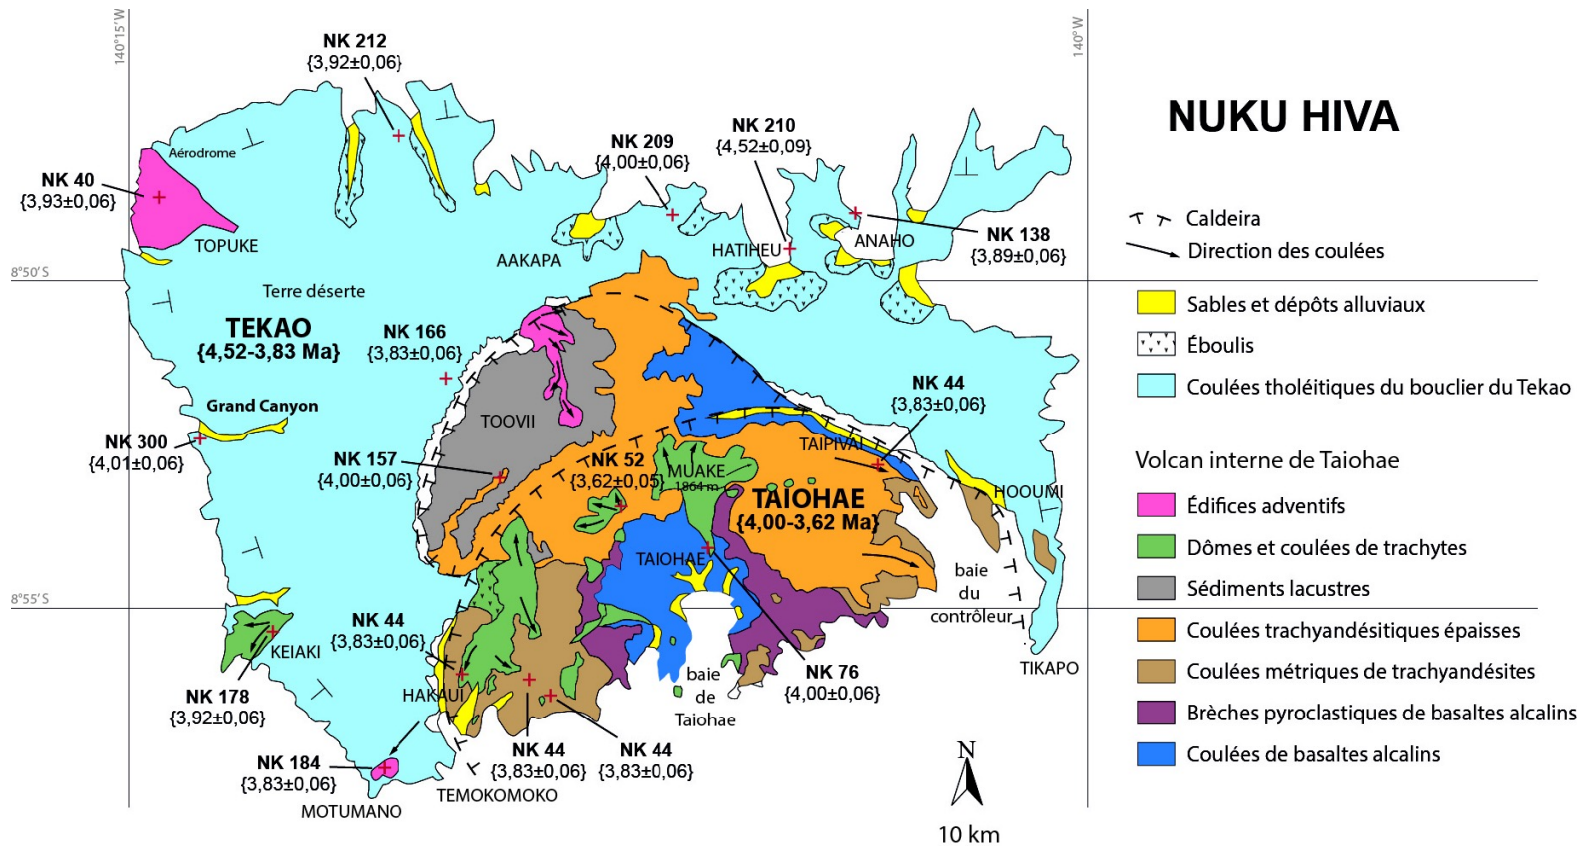 140°15'W
140°W
NUKU HIVA
NK 212
{3,92±0,06}
NK 209
{4,00±0,06}
NK 210
{4,52±0,09}
Aérodrome
NK 40
{3,93±0,06}
TOPUKE
AAKAPA
HATIHEU
ANAHO
NK 138
{3,89±0,06}
8°50'S
Terre déserte
TEKAO
{4,52-3,83 Ma}
NK 166
{3,83±0,06}
Grand Canyon
NK 300
{4,01±0,06}
TOOVII
NK 157
{4,00±0,06}
NK 52
{3,62±0,05}
MUAKE
1864 m
NK 44
{3,83±0,06}
TAIPIVAI
HOOUMI
TAIOHAE
{4,00-3,62 Ma}
TAIOHAE
baie
du
contrôleur
8°55'S
NK 44
{3,83±0,06}
KEIAKI
HAKAUI
NK 178
{3,92±0,06}
baie
de
Taiohae
NK 76
{4,00±0,06}
TIKAPO
NK 184
{3,83±0,06}
NK 44
{3,83±0,06}
NK 44
{3,83±0,06}
MOTUMANO
TEMOKOMOKO
N
10 km
Caldeira
Direction des coulées
Sables et dépôts alluviaux
Éboulis
Coulées tholéitiques du bouclier du Tekao
Volcan interne de Taiohae
Édifices adventifs
Dômes et coulées de trachytes
Sédiments lacustres
Coulées trachyandésitiques épaisses
Coulées métriques de trachyandésites
Brèches pyroclastiques de basaltes alcalins
Coulées de basaltes alcalins